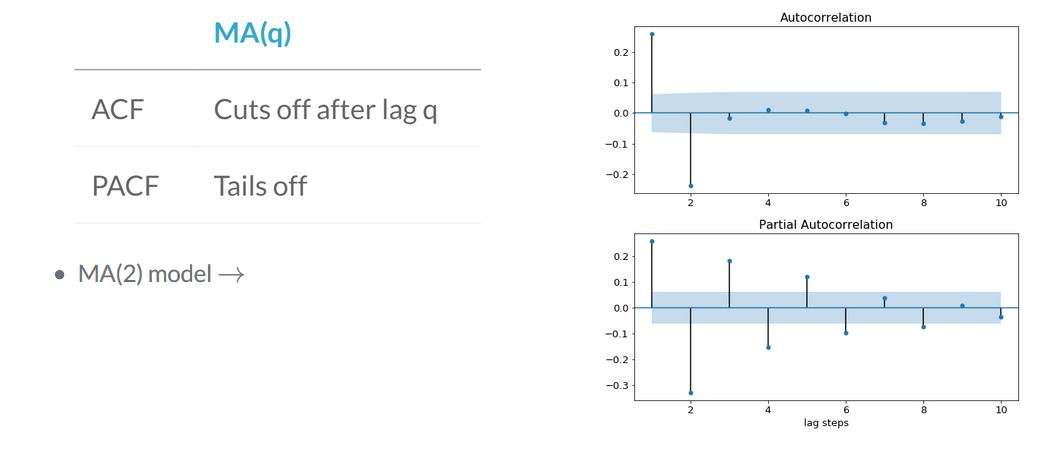 MA(q)
ACF Cuts off after lag q
PACF Tails off
• MA(2) model →
Autocorrelation
0.2
0.1
0.0
−0.1
−0.2
2 4 6 8 10
Partial Autocorrelation
0.2
0.1
0.0
−0.1
−0.2
−0.3
2 4 6 8 10
lag steps